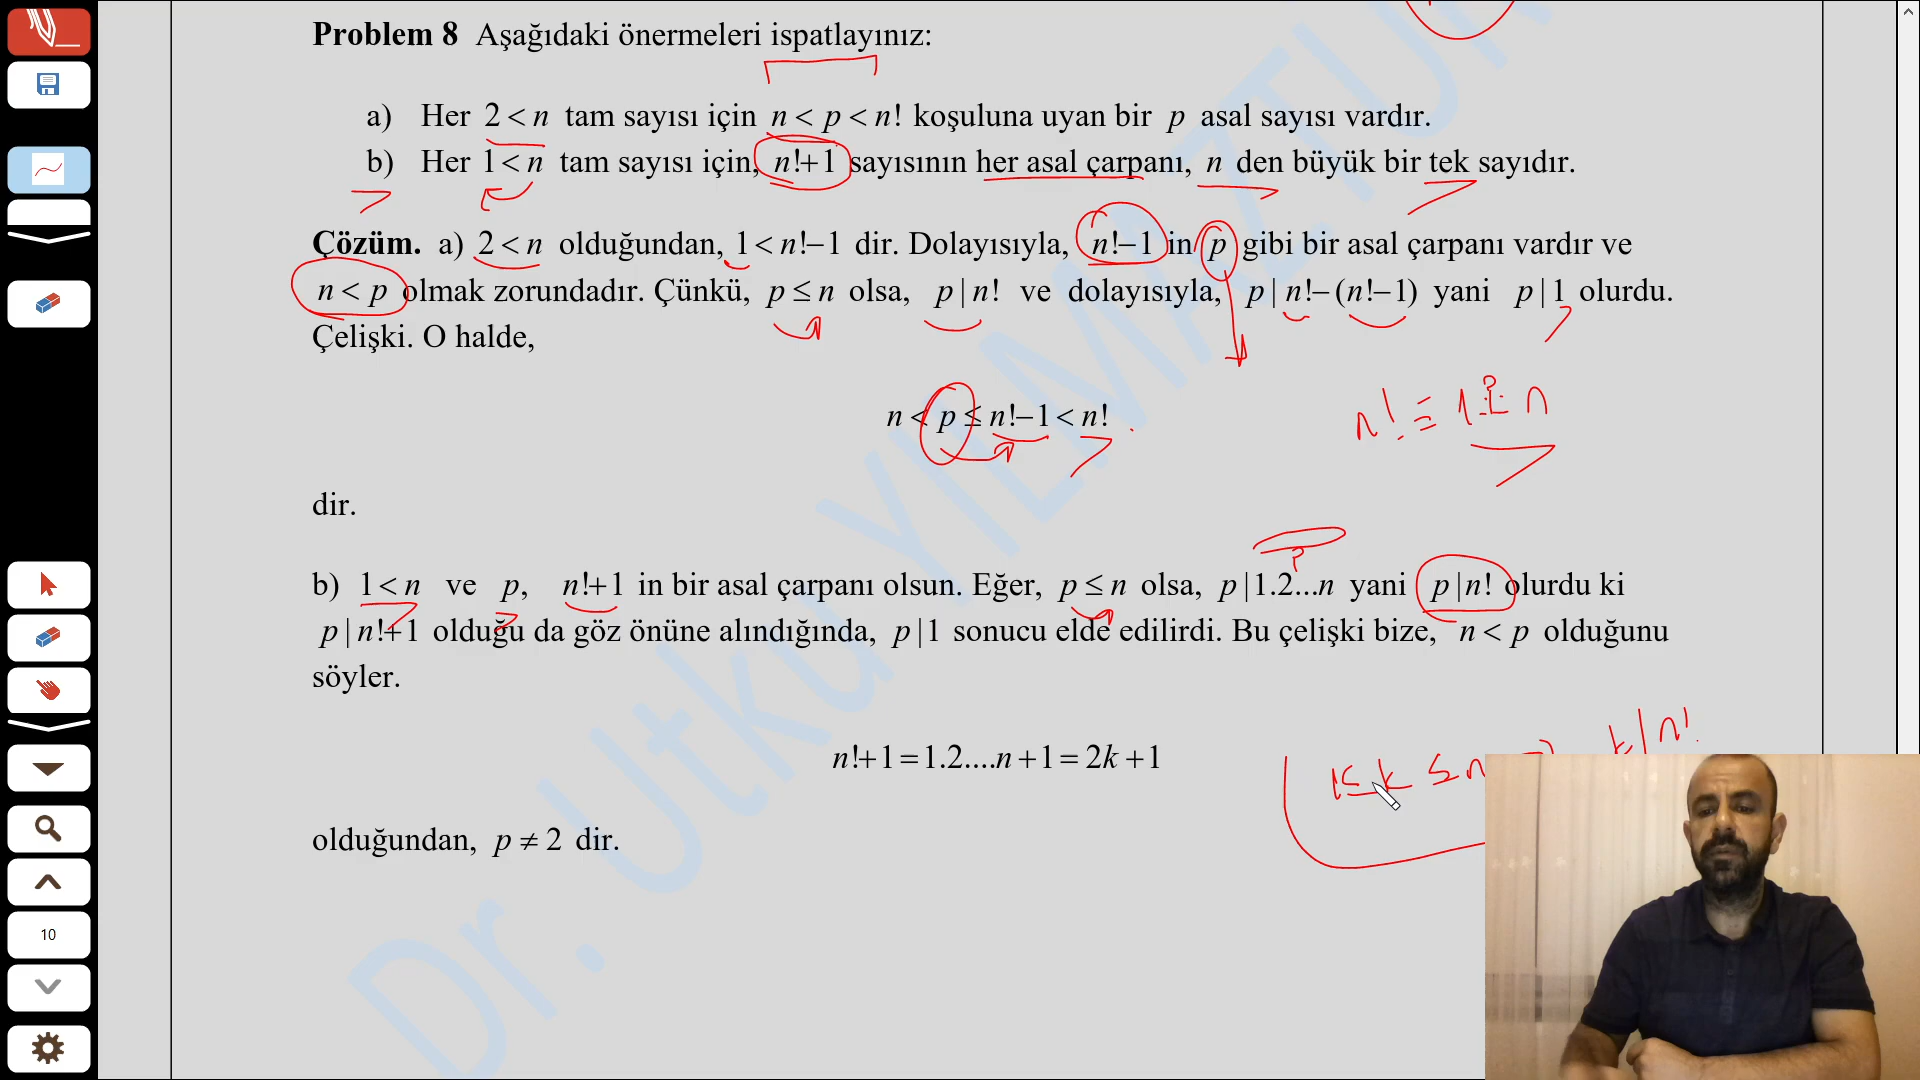 Problem 8 Aşağıdaki önermeleri ispatlayınız:
a) Her 2 < n tam sayısı için n < p < n! koşuluna uyan bir p asal sayısı vardır.
b) Her 1 < n tam sayısı için, n!+1 sayısının her asal çarpanı, n den büyük bir tek sayıdır.
Çözüm. a) 2 < n olduğundan, 1 < n!−1 dir. Dolayısıyla, n!−1 in p gibi bir asal çarpanı vardır ve
n < p olmak zorundadır. Çünkü, p ≤ n olsa, p | n! ve dolayısıyla, p | n!−(n!−1) yani p | 1 olurdu.
Çelişki. O halde,
n < p ≤ n!−1 < n!
dir.
b) 1 < n ve p, n!+1 in bir asal çarpanı olsun. Eğer, p ≤ n olsa, p | 1.2...n yani p | n! olurdu ki
p | n!+1 olduğu da göz önüne alındığında, p | 1 sonucu elde edilirdi. Bu çelişki bize, n < p olduğunu
söyler.
k | n!
n!+1 = 1.2....n +1 = 2k +1
1 ≤ k ≤ n
olduğundan, p ≠ 2 dir.
Dr. Utku YILMAZTÜR
10